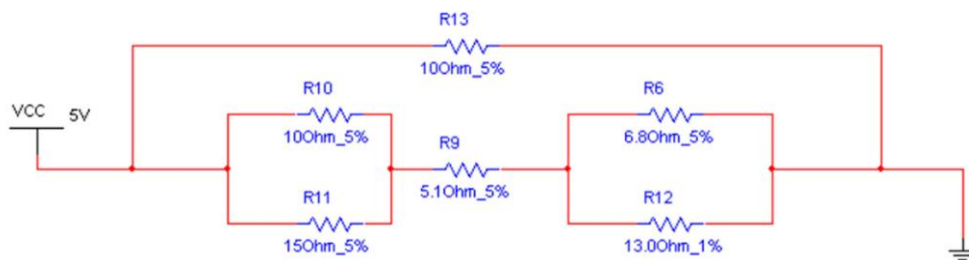 R13
10Ohm_5%
R10
10Ohm_5%
R6
6.8Ohm_5%
VCC 5V
R9
5.1Ohm_5%
R11
15Ohm_5%
R12
13.0Ohm_1%